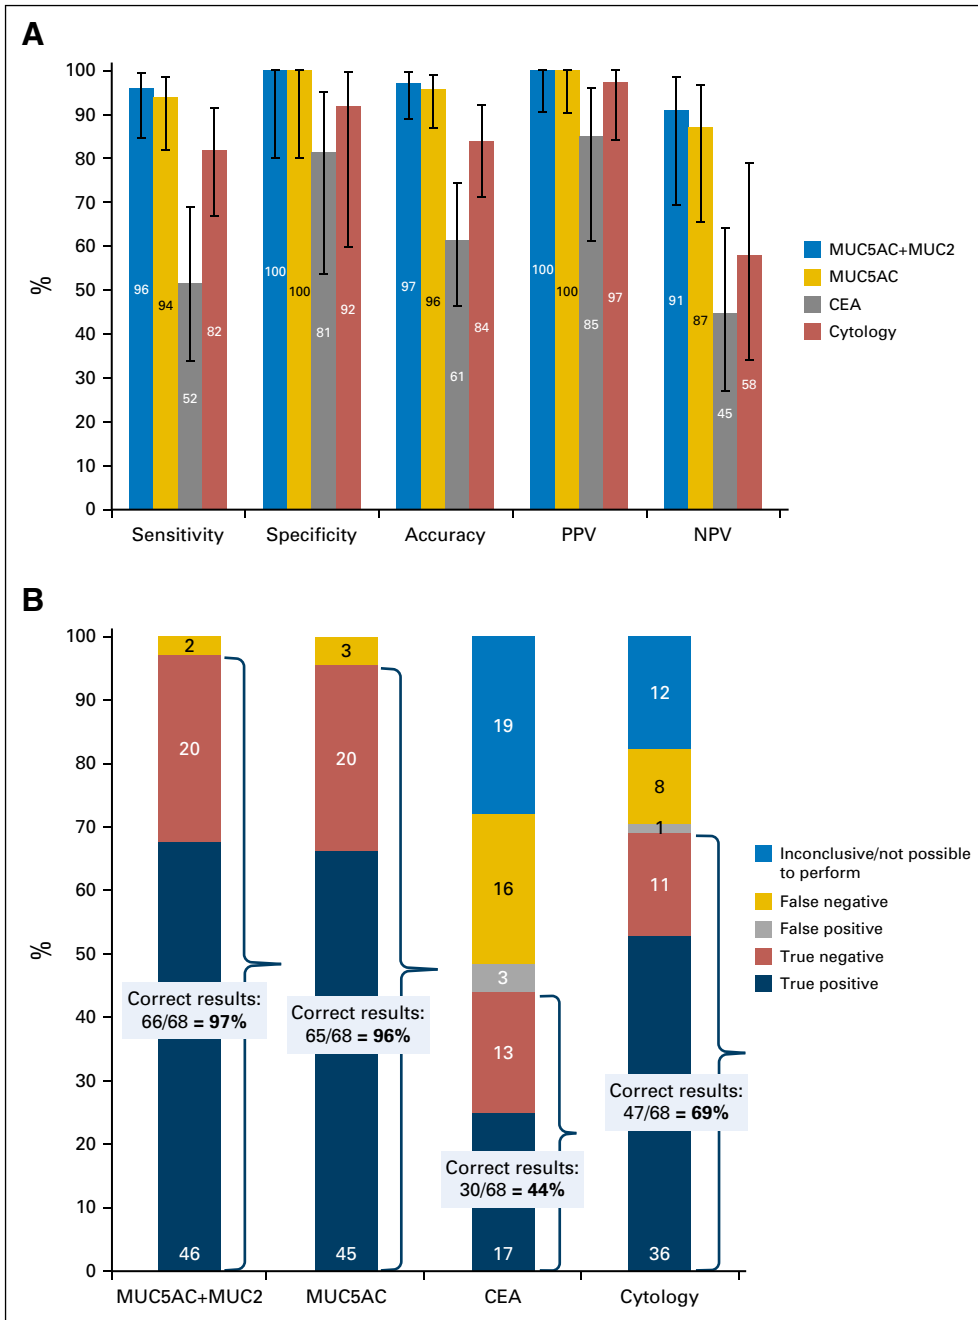 A
100
90
80
70
60
50
40
30
20
10
0
%
96
94
52
82
100
100
81
92
97
96
61
84
100
100
85
97
91
87
45
58
Sensitivity
Specificity
Accuracy
PPV
NPV
MUC5AC+MUC2
MUC5AC
CEA
Cytology
B
100
90
80
70
60
50
40
30
20
10
0
%
2
20
46
Correct results:
66/68 = 97%
3
20
45
Correct results:
65/68 = 96%
19
16
3
13
17
Correct results:
30/68 = 44%
12
8
1
11
36
Correct results:
47/68 = 69%
MUC5AC+MUC2
MUC5AC
CEA
Cytology
Inconclusive/not possible
to perform
False negative
False positive
True negative
True positive